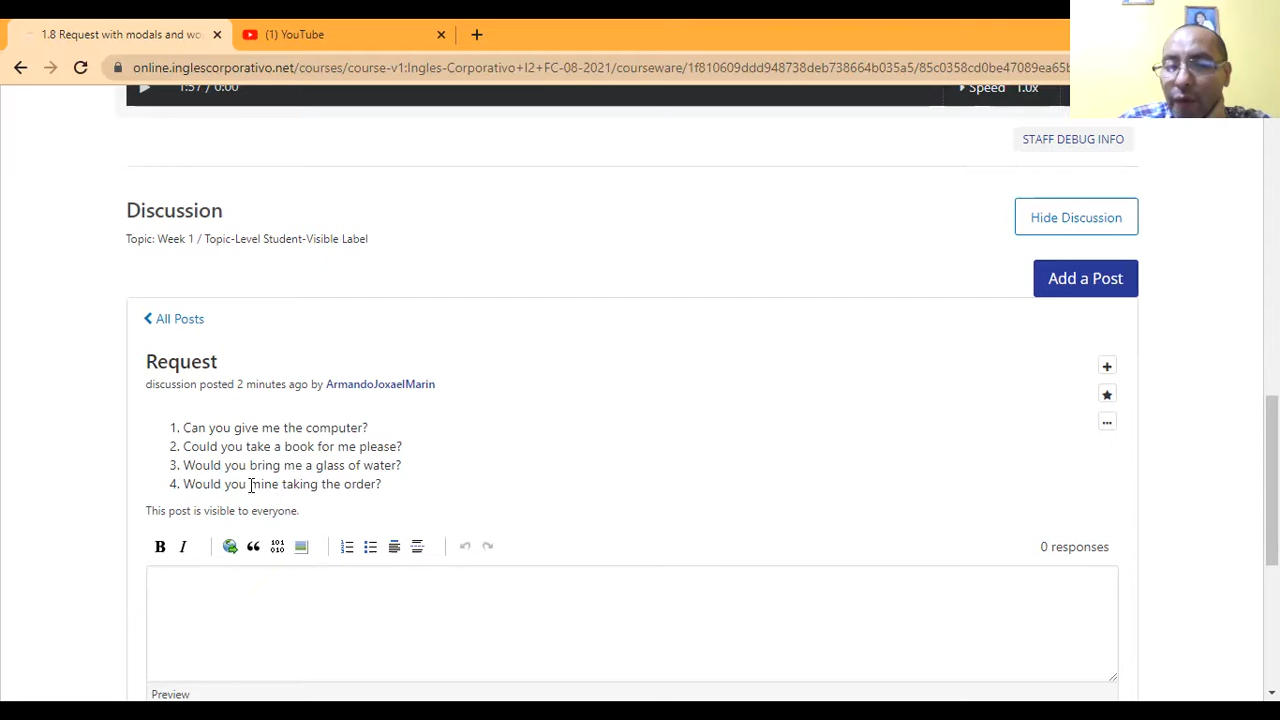 1.8 Request with modals and wo
(1) YouTube
online.inglescorporativo.net/courses/course-v1:Ingles-Corporativo+I2+FC-08-2021/courseware/1f810609ddd948738deb738664b035a5/85c0358cd0be47089ea65b
1:57 / 0:00
Speed 1.0x
STAFF DEBUG INFO
Discussion
Hide Discussion
Topic: Week 1 / Topic-Level Student-Visible Label
Add a Post
All Posts
Request
discussion posted 2 minutes ago by ArmandoJoxaelMarin
1. Can you give me the computer?
2. Could you take a book for me please?
3. Would you bring me a glass of water?
4. Would you mine taking the order?
This post is visible to everyone.
B I
101
010
0 responses
Preview